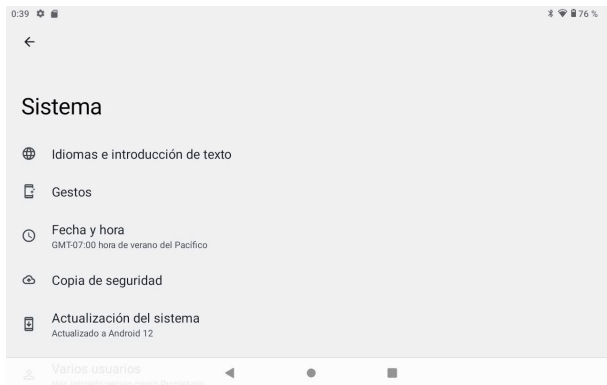 0:39
76 %
Sistema
Idiomas e introducción de texto
Gestos
Fecha y hora
GMT-07:00 hora de verano del Pacífico
Copia de seguridad
Actualización del sistema
Actualizado a Android 12
Varios usuarios